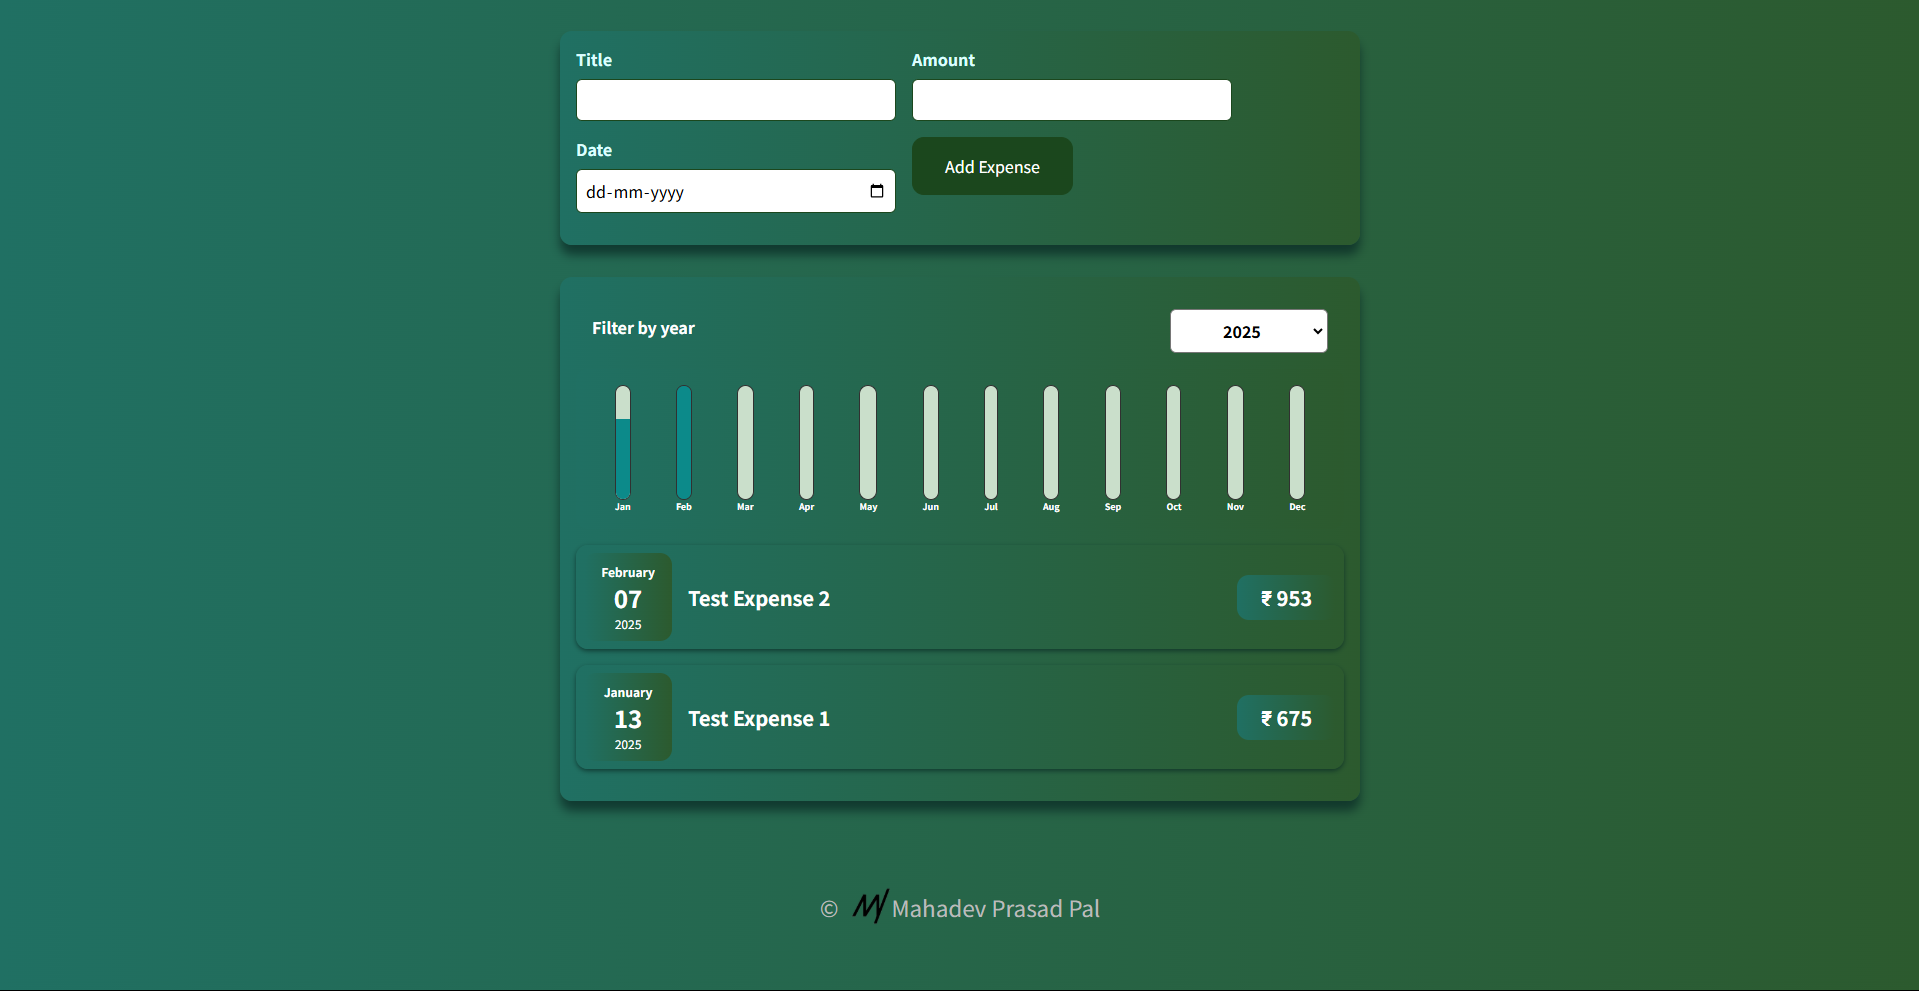 Title
Amount
Date
dd-mm-yyyy
Add Expense
Filter by year
2025
Jan Feb Mar Apr May Jun Jul Aug Sep Oct Nov Dec
February
07
2025
Test Expense 2
₹ 953
January
13
2025
Test Expense 1
₹ 675
© Mahadev Prasad Pal